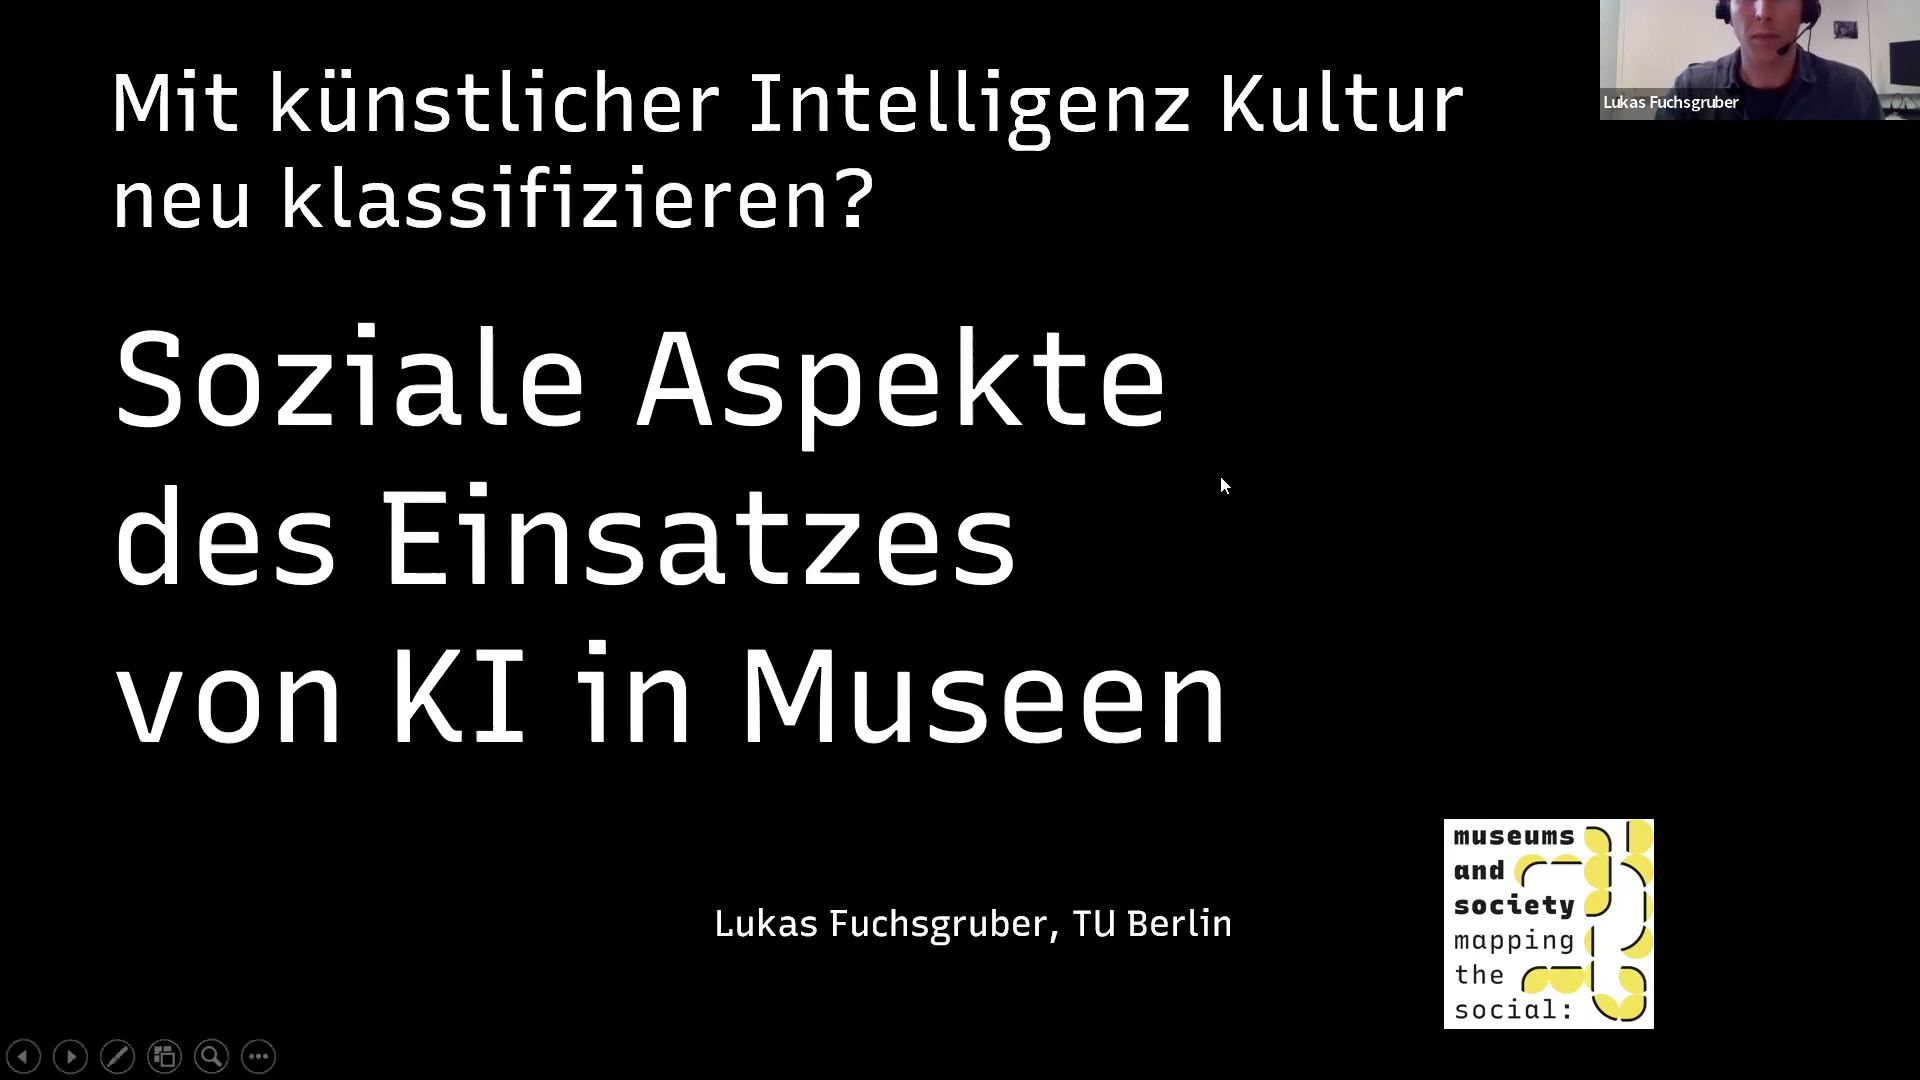 Mit künstlicher Intelligenz Kultur
neu klassifizieren?
Lukas Fuchsgruber
Soziale Aspekte
des Einsatzes
von KI in Museen
Lukas Fuchsgruber, TU Berlin
museums
and
society
mapping
the
social: